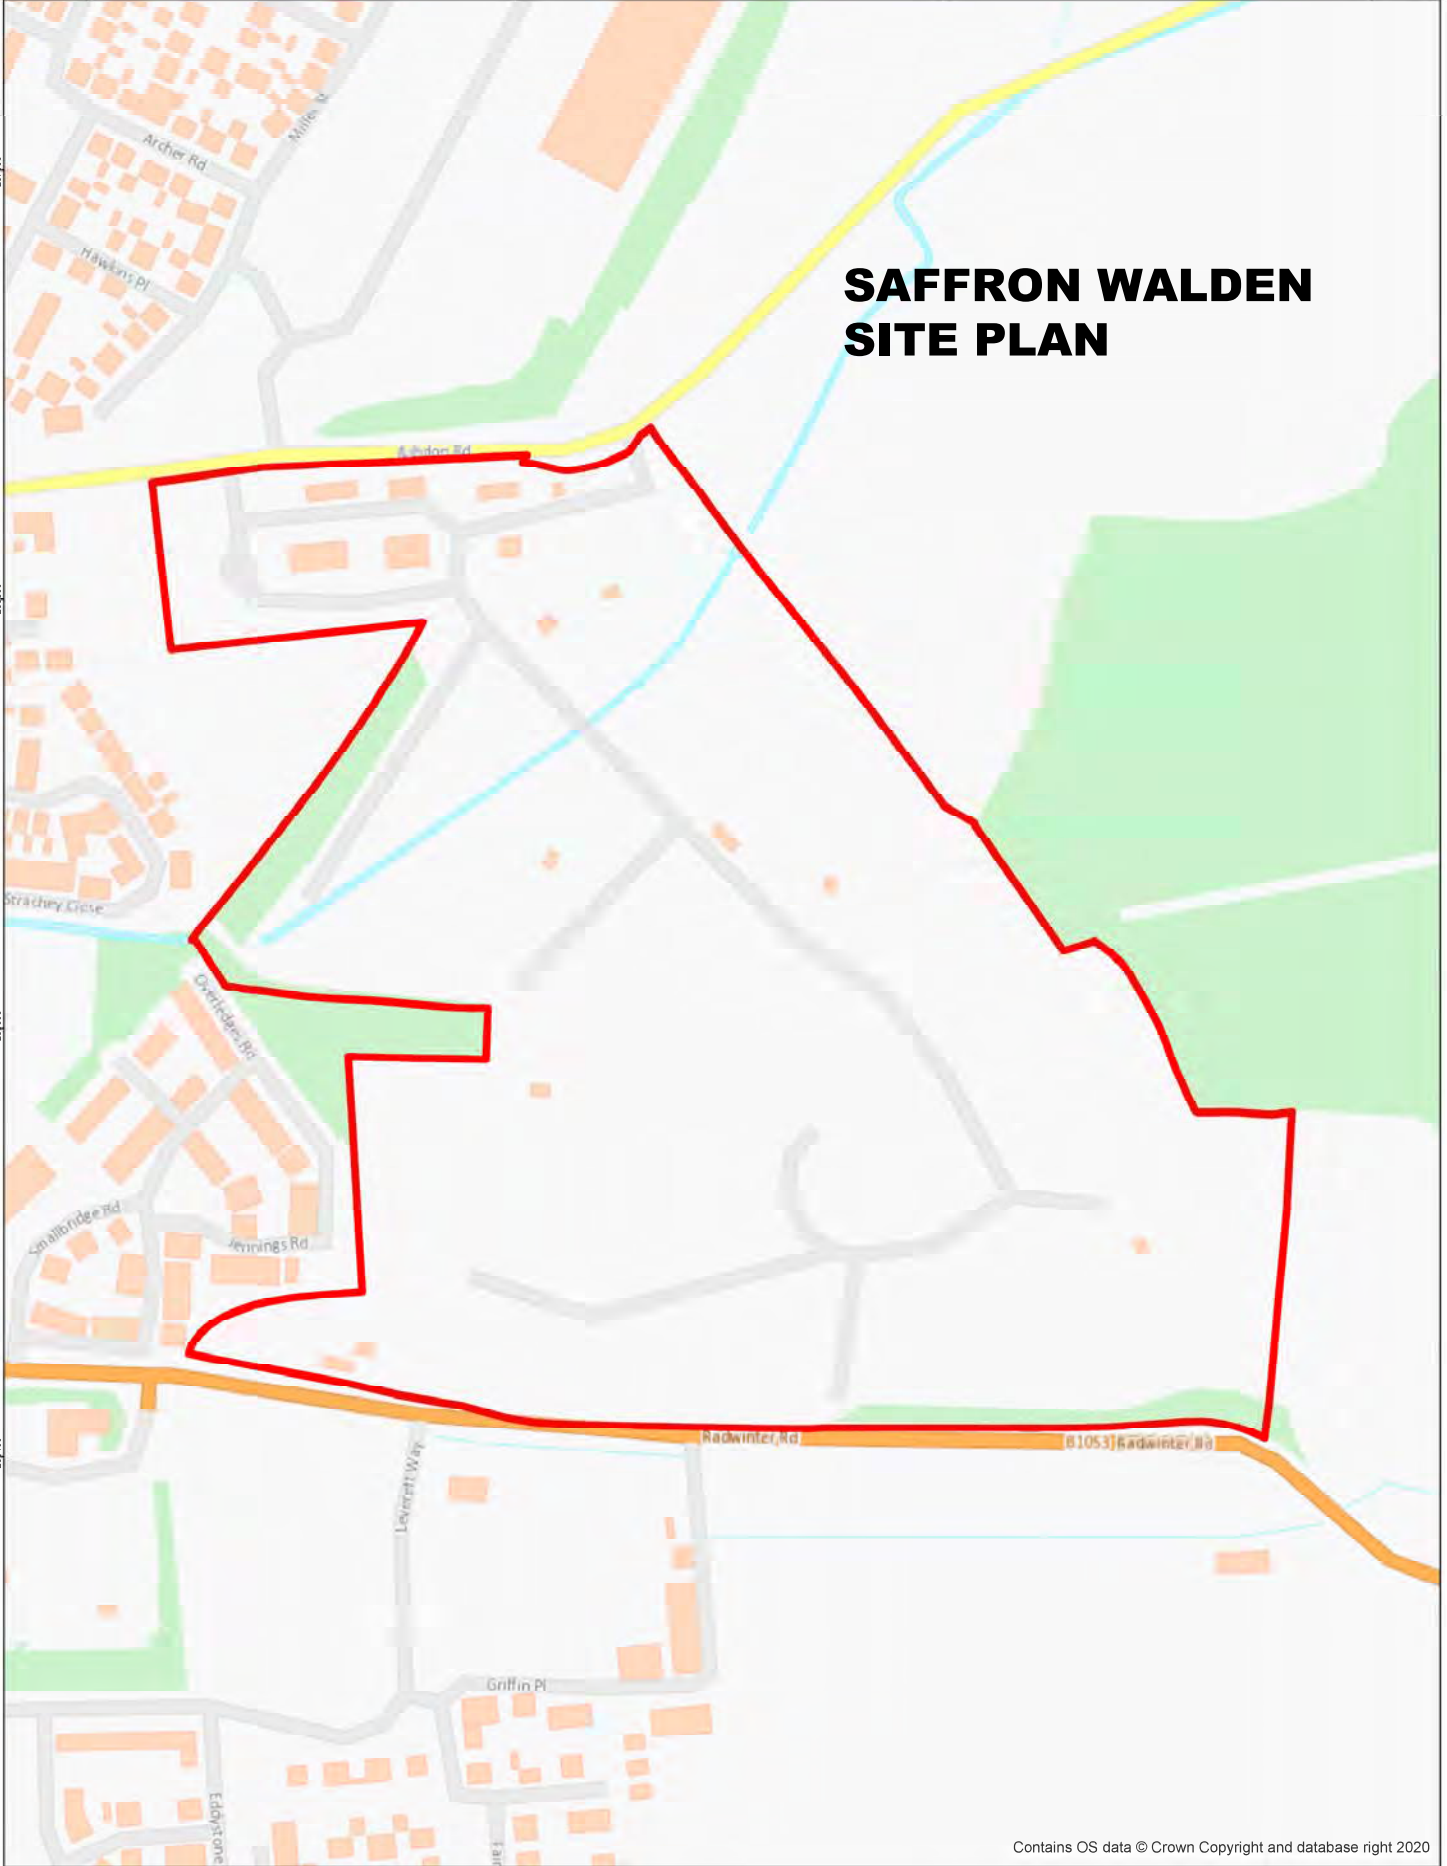 Archer Rd
Hawkins Pl
SAFFRON WALDEN
SITE PLAN
Ashdon Rd
Strachey Close
Overledges Rd
Smallbridge Rd
Jennings Rd
Radwinter Rd
B1053 Radwinter Rd
Leverett Way
Griffin Pl
Eddystone
Contains OS data © Crown Copyright and database right 2020